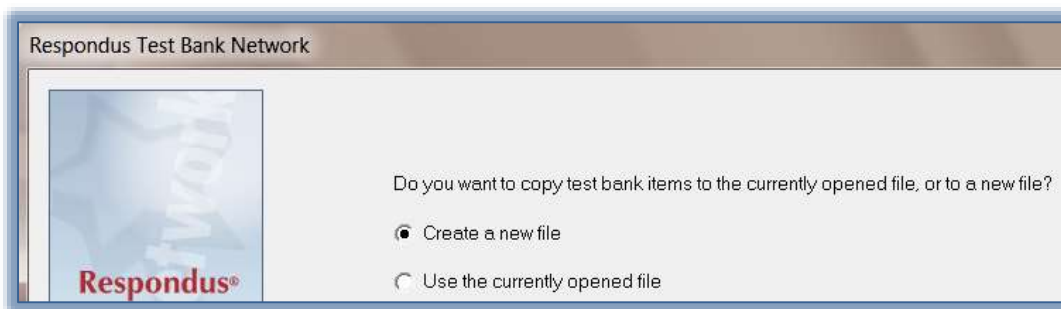 Respondus Test Bank Network
Do you want to copy test bank items to the currently opened file, or to a new file?
Create a new file
Use the currently opened file
Respondus®